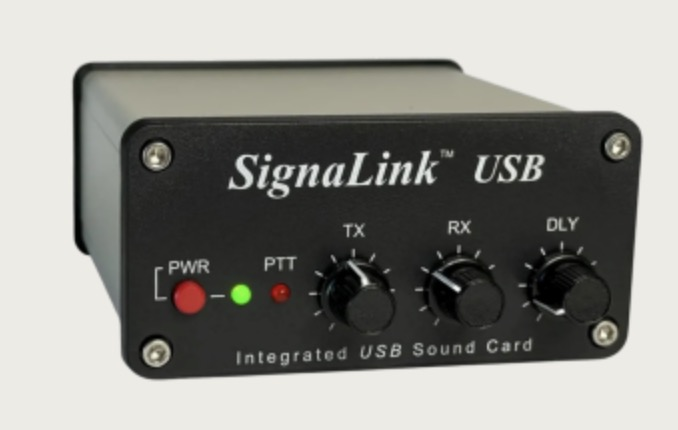 SignaLink™ USB
TX RX DLY
PWR PTT
Integrated USB Sound Card